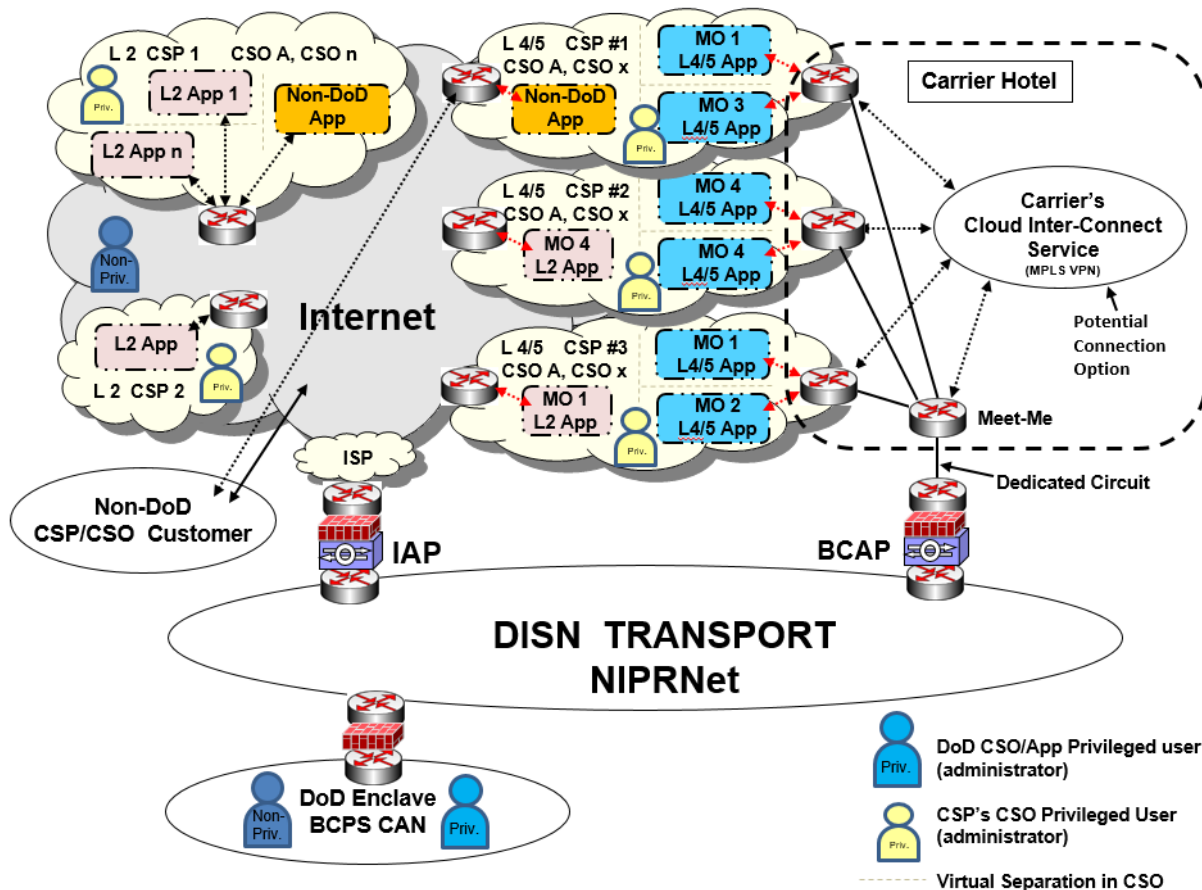 L 2 CSP 1 CSO A, CSO n
Priv.
L2 App 1
Non-DoD
App
L2 App n
Non-
Priv.
L2 App
L 2 CSP 2
Priv.
Internet
ISP
Non-DoD
CSP/CSO Customer
L 4/5 CSP #1
CSO A, CSO x
Non-DoD
App
Priv.
MO 1
L4/5 App
MO 3
L4/5 App
L 4/5 CSP #2
CSO A, CSO x
MO 4
L2 App
Priv.
MO 4
L4/5 App
MO 4
L4/5 App
L 4/5 CSP #3
CSO A, CSO x
MO 1
L2 App
Priv.
MO 1
L4/5 App
MO 2
L4/5 App
Carrier Hotel
Carrier's
Cloud Inter-Connect
Service
(MPLS VPN)
Potential
Connection
Option
Meet-Me
Dedicated Circuit
IAP
BCAP
DISN TRANSPORT
NIPRNet
DoD Enclave
BCPS CAN
Non-
Priv.
Priv.
Priv.
DoD CSO/App Privileged user
(administrator)
Priv.
CSP's CSO Privileged User
(administrator)
Virtual Separation in CSO